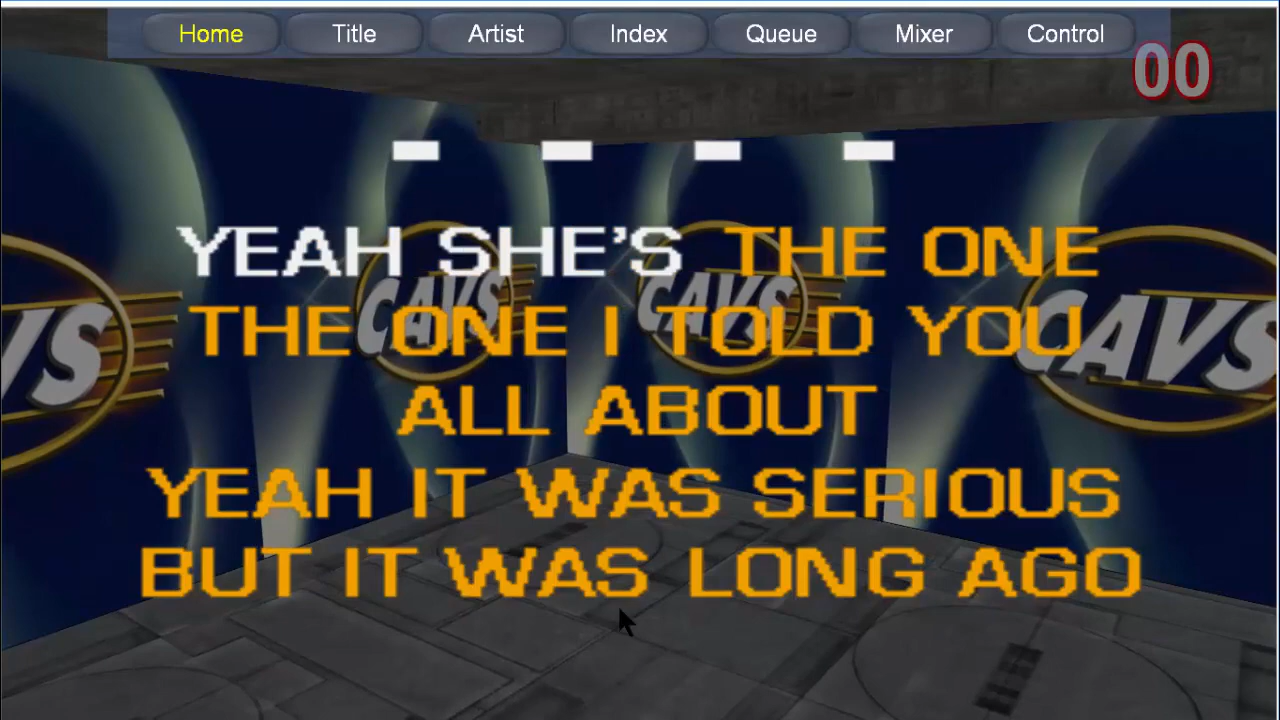 Home Title Artist Index Queue Mixer Control
00
- - - -
YEAH SHE'S THE ONE
THE ONE I TOLD YOU
ALL ABOUT
YEAH IT WAS SERIOUS
BUT IT WAS LONG AGO
VS
CAVS
CAVS
CAVS